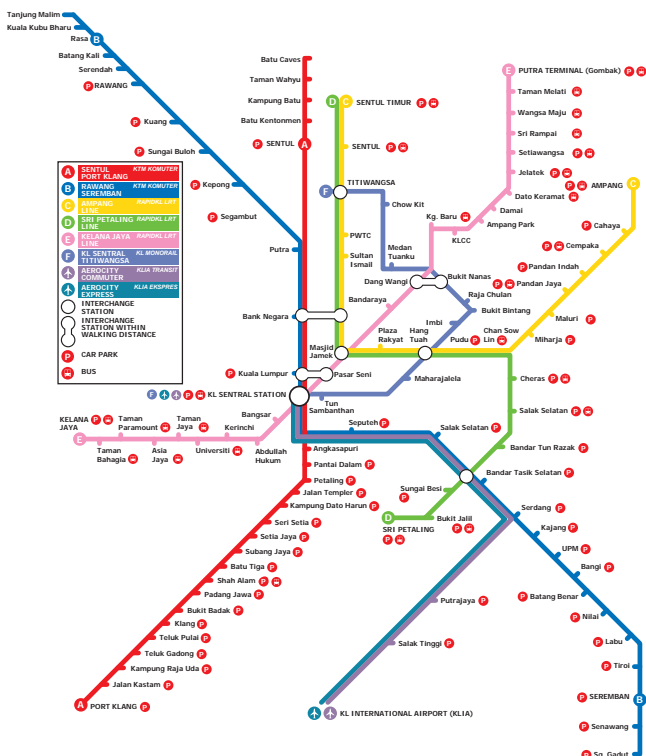 Tanjung Malim
Kuala Kubu Bharu
Rasa
B
Batang Kali
Serendah
P RAWANG
Kuang P
Sungai Buloh P
P Kepong
P Segambut
Putra
Bank Negara
Batu Caves
Taman Wahyu
Kampung Batu
Batu Kentonmen
P SENTUL A
D C SENTUL TIMUR P
SENTUL P
F TITIWANGSA
Chow Kit
PWTC
Medan
Tuanku
Sultan
Ismail
Dang Wangi
Bandaraya
Kg. Baru
KLCC
Ampang Park
Damai
Dato Keramat
E PUTRA TERMINAL (Gombak) P
Taman Melati P
Wangsa Maju
Sri Rampai
Setiawangsa P
Jelatek P
P AMPANG C
P Cahaya
P Cempaka
P Pandan Indah
P Pandan Jaya
Maluri P
Miharja P
Chan Sow
Lin
Pudu P
Hang
Tuah
Plaza
Rakyat
Masjid
Jamek
Bukit Nanas
Raja Chulan
Bukit Bintang
Imbi
Maharajalela
Tun
Sambanthan
Pasar Seni
P Kuala Lumpur
F P KL SENTRAL STATION
A SENTUL KTM KOMUTER
PORT KLANG
B RAWANG KTM KOMUTER
SEREMBAN
C AMPANG RAPIDKL LRT
LINE
D SRI PETALING RAPIDKL LRT
LINE
E KELANA JAYA RAPIDKL LRT
LINE
F KL SENTRAL KL MONORAIL
TITIWANGSA
AEROCITY KLIA TRANSIT
COMMUTER
AEROCITY KLIA EKSPRES
EXPRESS
INTERCHANGE
STATION
INTERCHANGE
STATION WITHIN
WALKING DISTANCE
P CAR PARK
BUS
KELANA P
JAYA
E
Taman
Paramount
Taman
Jaya
Kerinchi
Bangsar
Taman
Bahagia
Asia
Jaya
Universiti
Abdullah
Hukum
Angkasapuri
Pantai Dalam P
Petaling P
Jalan Templer P
Kampung Dato Harun P
Seri Setia P
Setia Jaya P
Subang Jaya P
Batu Tiga P
Shah Alam P
Padang Jawa P
Bukit Badak P
Klang P
Teluk Pulai P
Teluk Gadong P
Kampung Raja Uda P
Jalan Kastam P
A PORT KLANG P
Seputeh P
Salak Selatan P
Cheras P
Salak Selatan P
Bandar Tun Razak P
Bandar Tasik Selatan P
Sungai Besi
P
Bukit Jalil
P
D
SRI PETALING
P
Serdang P
Kajang P
UPM P
Bangi P
P Batang Benar
P Nilai
P Labu
P Tiroi
P SEREMBAN B
P Senawang
P Sg. Gadut
Putrajaya P
Salak Tinggi P
KL INTERNATIONAL AIRPORT (KLIA)